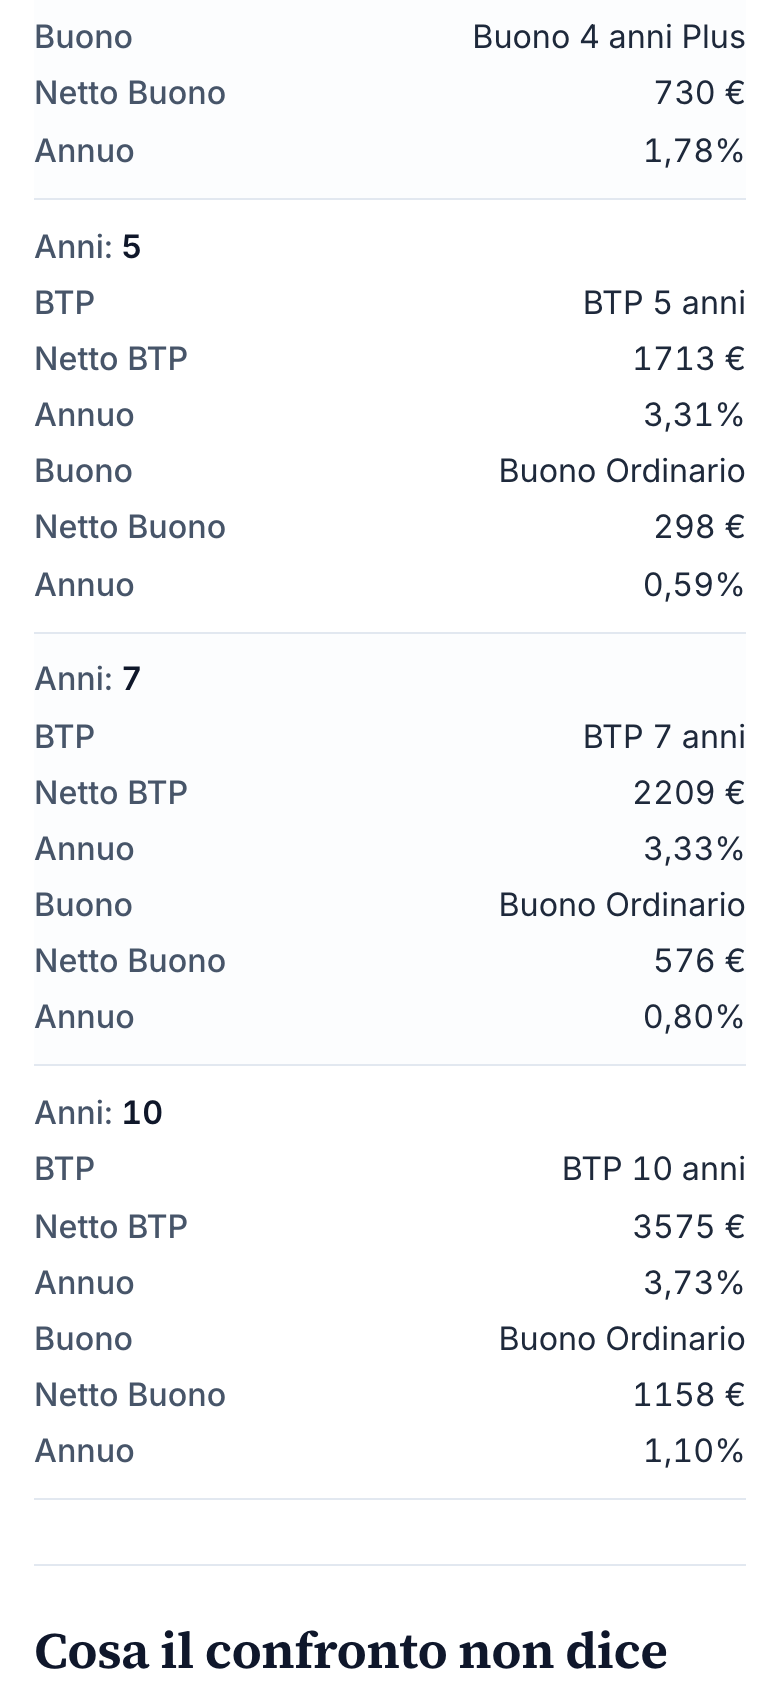 Buono Buono 4 anni Plus
Netto Buono 730 €
Annuo 1,78%
Anni: 5
BTP BTP 5 anni
Netto BTP 1713 €
Annuo 3,31%
Buono Buono Ordinario
Netto Buono 298 €
Annuo 0,59%
Anni: 7
BTP BTP 7 anni
Netto BTP 2209 €
Annuo 3,33%
Buono Buono Ordinario
Netto Buono 576 €
Annuo 0,80%
Anni: 10
BTP BTP 10 anni
Netto BTP 3575 €
Annuo 3,73%
Buono Buono Ordinario
Netto Buono 1158 €
Annuo 1,10%
Cosa il confronto non dice